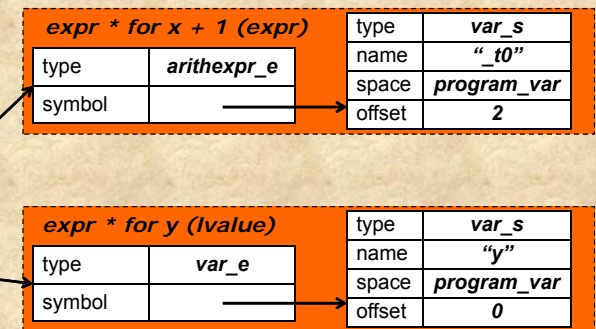 expr * for x + 1 (expr)
type arithexpr_e
symbol
type var_s
name “_t0”
space program_var
offset 2
expr * for y (lvalue)
type var_e
symbol
type var_s
name “y”
space program_var
offset 0